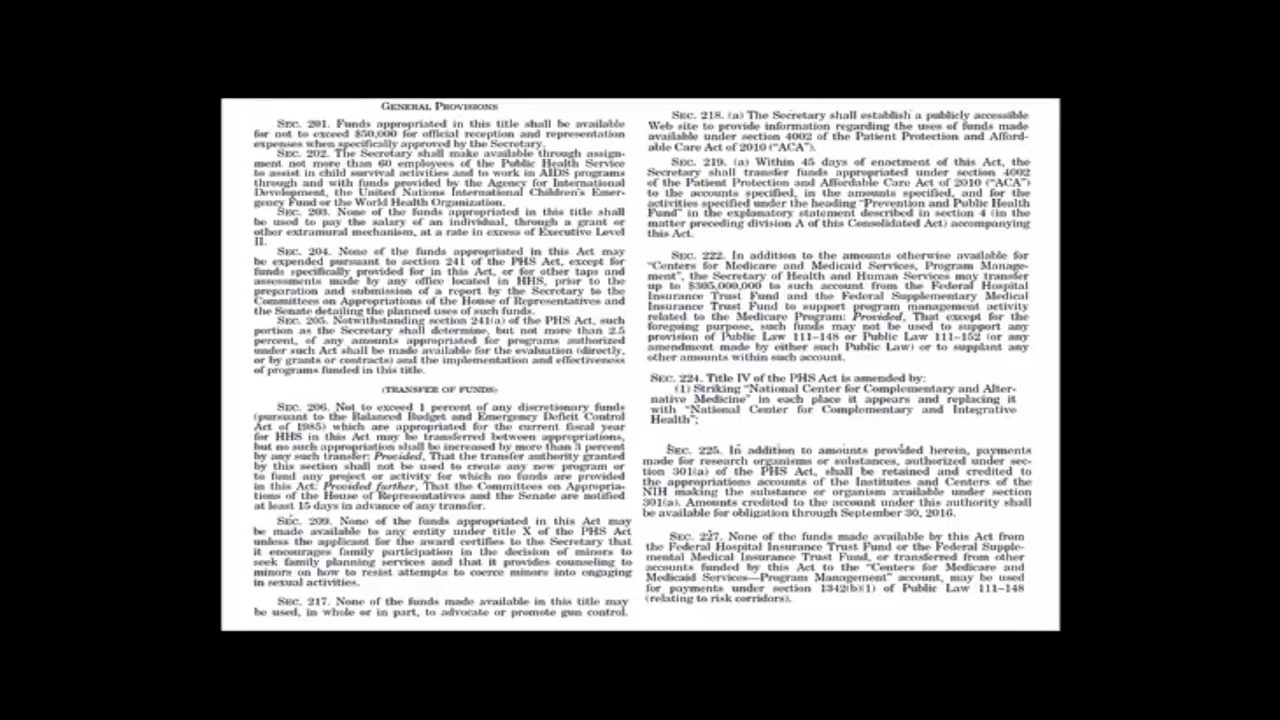 GENERAL PROVISIONS
SEC. 201. Funds appropriated in this title shall be available
for not to exceed $50,000 for official reception and representation
expenses when specifically approved by the Secretary.
SEC. 202. The Secretary shall make available through assign-
ment not more than 60 employees of the Public Health Service
to assist in child survival activities and to work in AIDS programs
through and with funds provided by the Agency for International
Development, the United Nations International Children's Emer-
gency Fund or the World Health Organization.
SEC. 203. None of the funds appropriated in this title shall
be used to pay the salary of an individual, through a grant or
other extramural mechanism, at a rate in excess of Executive Level
II.
SEC. 204. None of the funds appropriated in this Act may
be expended pursuant to section 241 of the PHS Act, except for
funds specifically provided for in this Act, or for other taps and
assessments made by any office located in HHS, prior to the
preparation and submission of a report by the Secretary to the
Committees on Appropriations of the House of Representatives and
the Senate detailing the planned uses of such funds.
SEC. 205. Notwithstanding section 241(a) of the PHS Act, such
portion as the Secretary shall determine, but not more than 2.5
percent, of any amounts appropriated for programs authorized
under such Act shall be made available for the evaluation (directly,
or by grants or contracts) and the implementation and effectiveness
of programs funded in this title.
(TRANSFER OF FUNDS)
SEC. 206. Not to exceed 1 percent of any discretionary funds
(pursuant to the Balanced Budget and Emergency Deficit Control
Act of 1985) which are appropriated for the current fiscal year
for HHS in this Act may be transferred between appropriations,
but no such appropriation shall be increased by more than 3 percent
by any such transfer: Provided, That the transfer authority granted
by this section shall not be used to create any new program or
to fund any project or activity for which no funds are provided
in this Act: Provided further, That the Committees on Appropria-
tions of the House of Representatives and the Senate are notified
at least 15 days in advance of any transfer.
SEC. 209. None of the funds appropriated in this Act may
be made available to any entity under title X of the PHS Act
unless the applicant for the award certifies to the Secretary that
it encourages family participation in the decision of minors to
seek family planning services and that it provides counseling to
minors on how to resist attempts to coerce minors into engaging
in sexual activities.
SEC. 217. None of the funds made available in this title may
be used, in whole or in part, to advocate or promote gun control.
SEC. 218. (a) The Secretary shall establish a publicly accessible
Web site to provide information regarding the uses of funds made
available under section 4002 of the Patient Protection and Afford-
able Care Act of 2010 ("ACA").
SEC. 219. (a) Within 45 days of enactment of this Act, the
Secretary shall transfer funds appropriated under section 4002
of the Patient Protection and Affordable Care Act of 2010 ("ACA")
to the accounts specified, in the amounts specified, and for the
activities specified under the heading "Prevention and Public Health
Fund" in the explanatory statement described in section 4 (in the
matter preceding division A of this Consolidated Act) accompanying
this Act.
SEC. 222. In addition to the amounts otherwise available for
"Centers for Medicare and Medicaid Services, Program Manage-
ment", the Secretary of Health and Human Services may transfer
up to $305,000,000 to such account from the Federal Hospital
Insurance Trust Fund and the Federal Supplementary Medical
Insurance Trust Fund to support program management activity
related to the Medicare Program: Provided, That except for the
foregoing purpose, such funds may not be used to support any
provision of Public Law 111–148 or Public Law 111–152 (or any
amendment made by either such Public Law) or to supplant any
other amounts within such account.
SEC. 224. Title IV of the PHS Act is amended by:
(1) Striking "National Center for Complementary and Alter-
native Medicine" in each place it appears and replacing it
with "National Center for Complementary and Integrative
Health";
SEC. 225. In addition to amounts provided herein, payments
made for research organisms or substances, authorized under sec-
tion 301(a) of the PHS Act, shall be retained and credited to
the appropriations accounts of the Institutes and Centers of the
NIH making the substance or organism available under section
301(a). Amounts credited to the account under this authority shall
be available for obligation through September 30, 2016.
SEC. 227. None of the funds made available by this Act from
the Federal Hospital Insurance Trust Fund or the Federal Supple-
mental Medical Insurance Trust Fund, or transferred from other
accounts funded by this Act to the "Centers for Medicare and
Medicaid Services—Program Management" account, may be used
for payments under section 1342(b)(1) of Public Law 111–148
(relating to risk corridors).